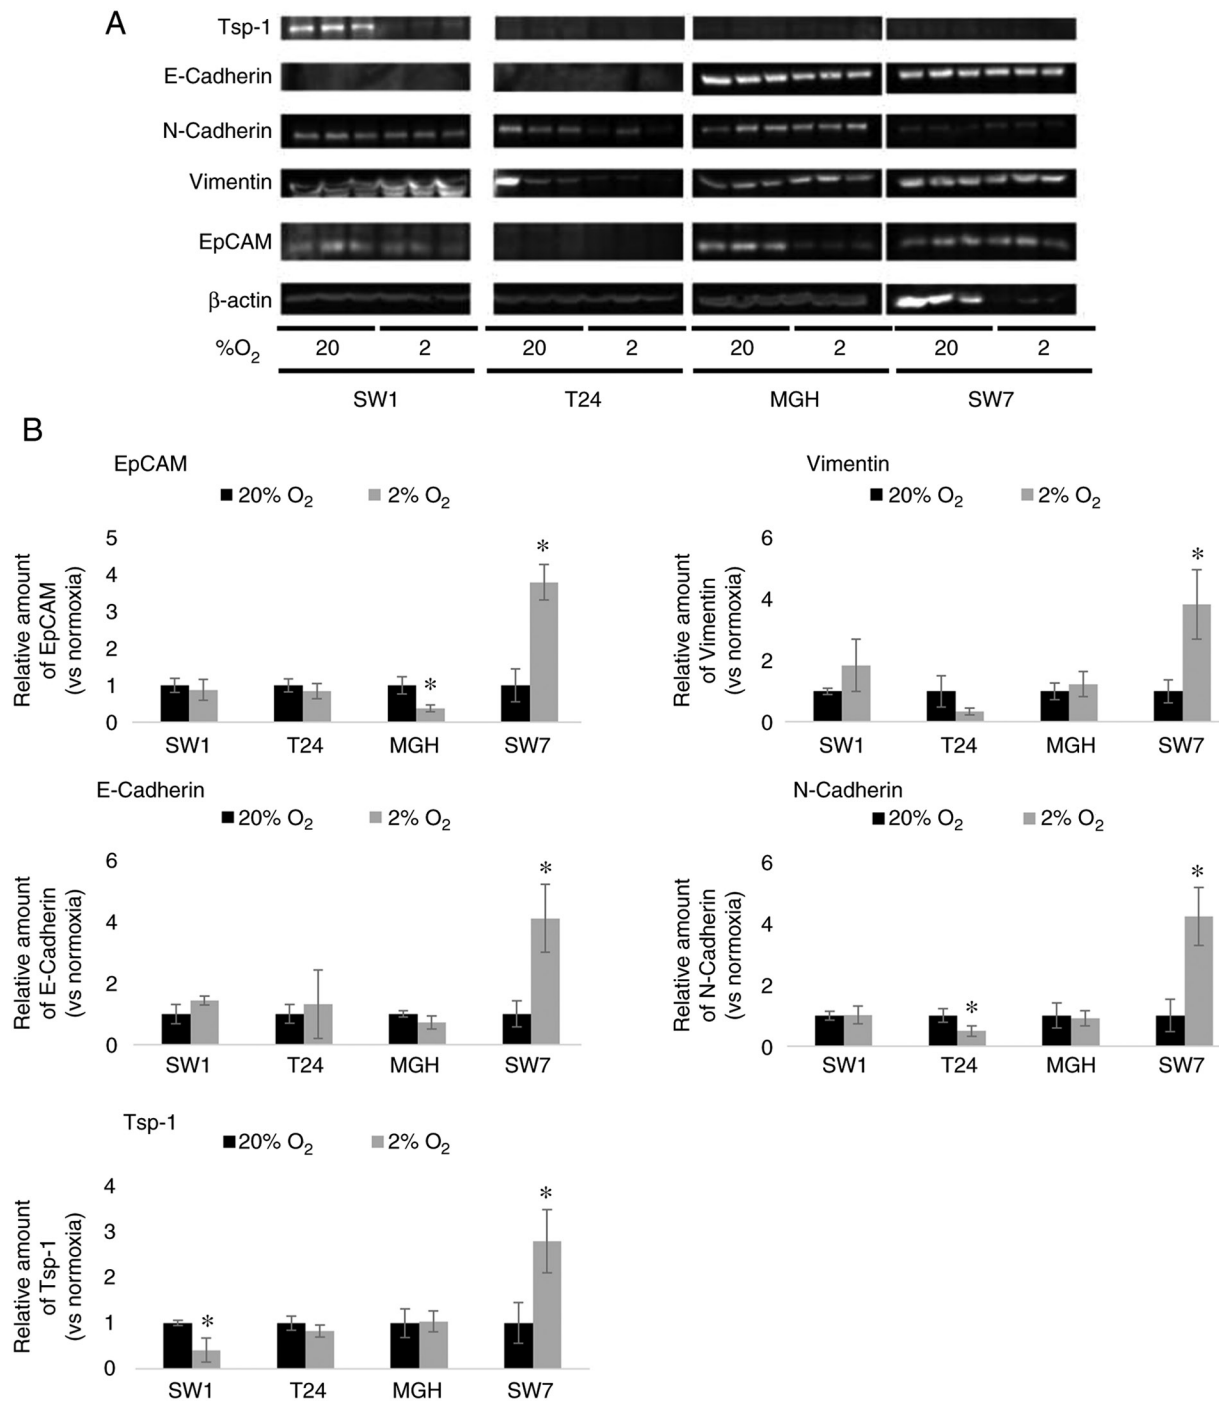 A
Tsp-1
E-Cadherin
N-Cadherin
Vimentin
EpCAM
β-actin
%O2 20 2 20 2 20 2 20 2
SW1 T24 MGH SW7
B
EpCAM
20% O2 2% O2
Relative amount
of EpCAM
(vs normoxia)
5
4
3
2
1
0
*
*
SW1 T24 MGH SW7
Vimentin
20% O2 2% O2
Relative amount
of Vimentin
(vs normoxia)
6
4
2
0
*
SW1 T24 MGH SW7
E-Cadherin
20% O2 2% O2
Relative amount
of E-Cadherin
(vs normoxia)
6
4
2
0
*
SW1 T24 MGH SW7
N-Cadherin
20% O2 2% O2
Relative amount
of N-Cadherin
(vs normoxia)
6
4
2
0
*
*
SW1 T24 MGH SW7
Tsp-1
20% O2 2% O2
Relative amount
of Tsp-1
(vs normoxia)
4
3
2
1
0
*
*
SW1 T24 MGH SW7